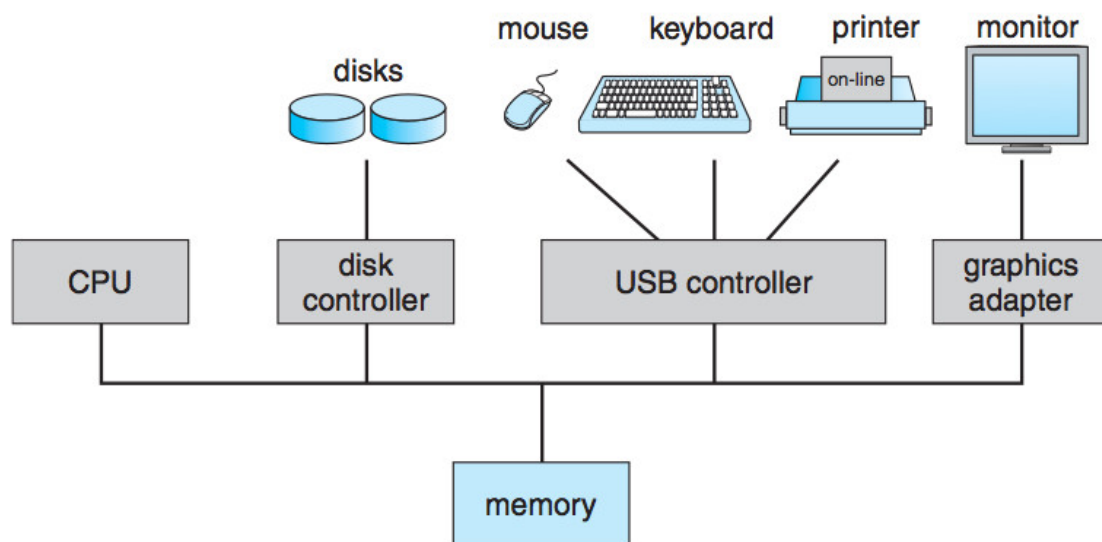 mouse
keyboard
printer
monitor
disks
on-line
CPU
disk
controller
USB controller
graphics
adapter
memory